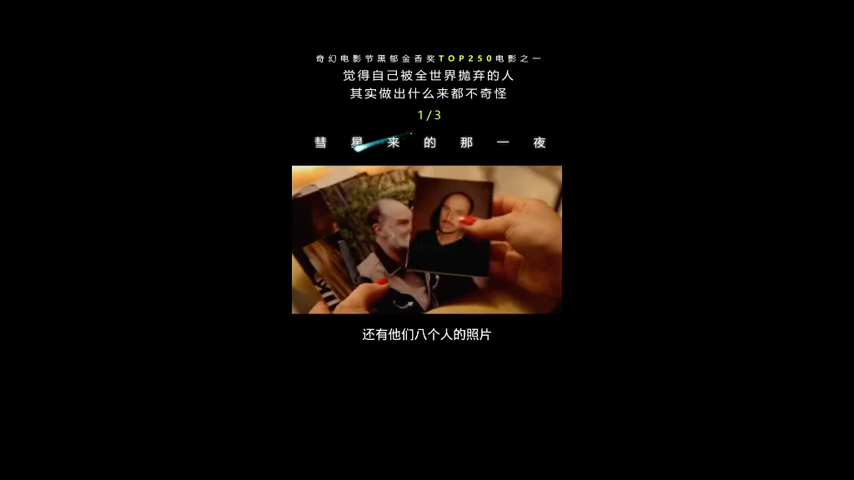 奇幻电影节黑郁金香奖TOP250电影之一
觉得自己被全世界抛弃的人
其实做出什么来都不奇怪
1/3
彗星来的那一夜
还有他们八个人的照片